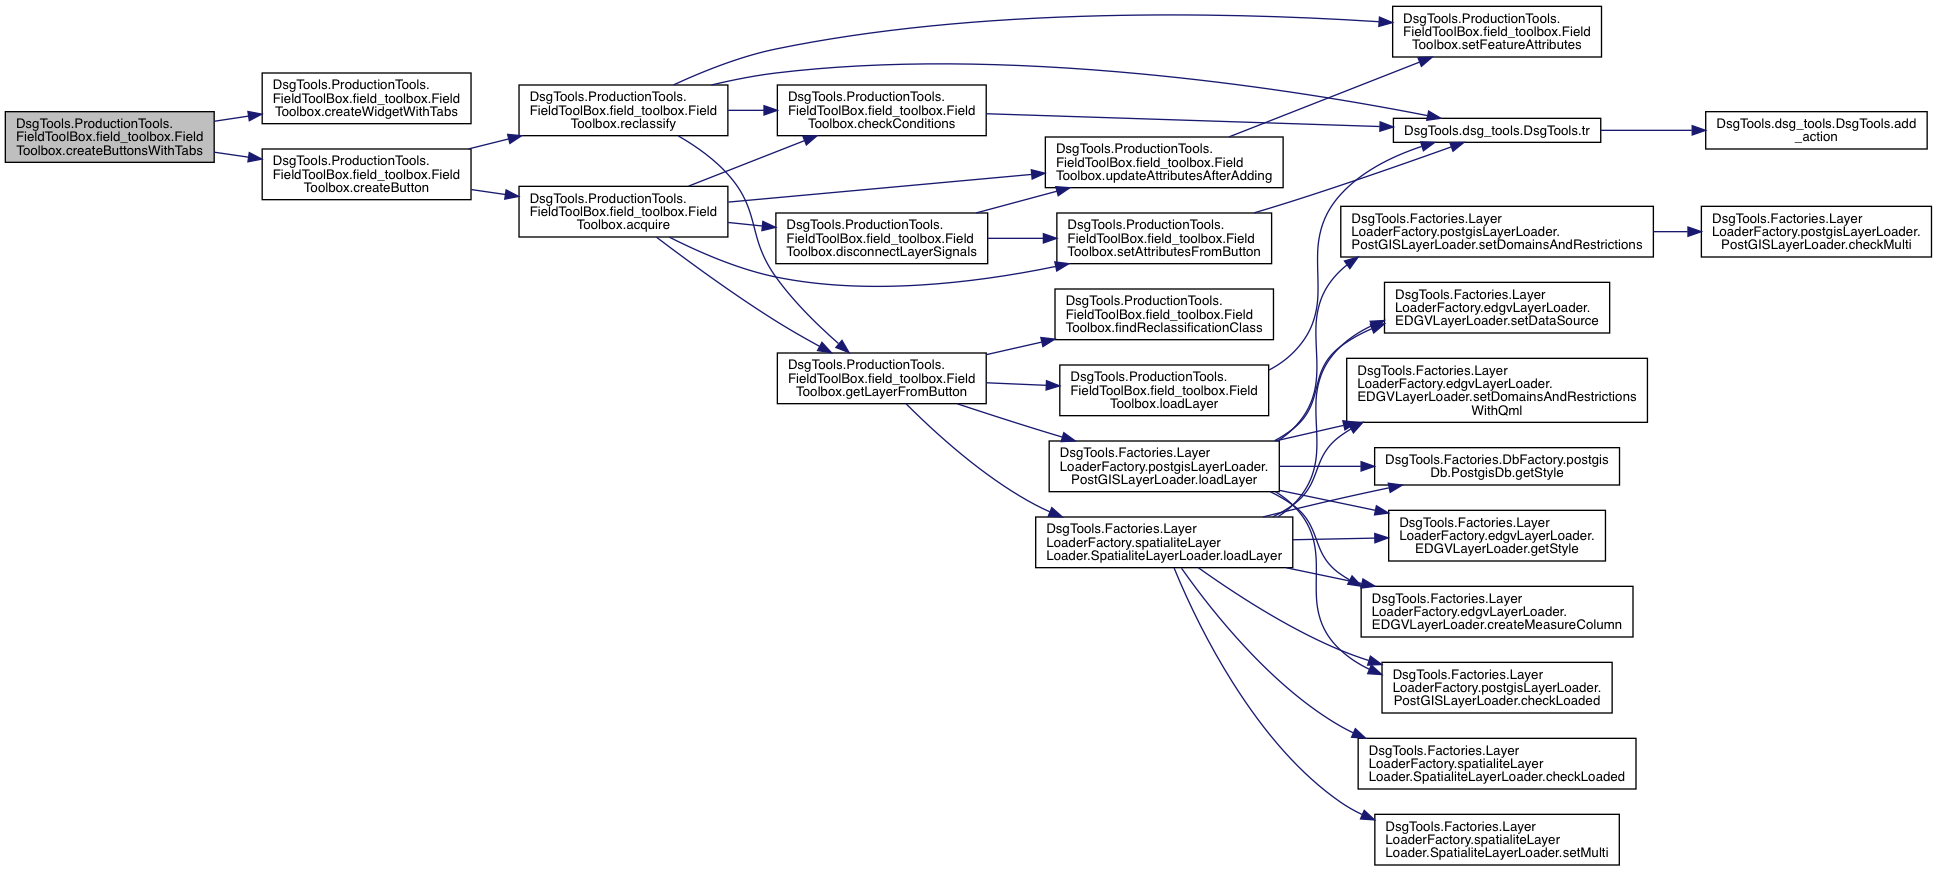 DsgTools.ProductionTools.
FieldToolBox.field_toolbox.Field
Toolbox.createButtonsWithTabs
DsgTools.ProductionTools.
FieldToolBox.field_toolbox.Field
Toolbox.createWidgetWithTabs
DsgTools.ProductionTools.
FieldToolBox.field_toolbox.Field
Toolbox.createButton
DsgTools.ProductionTools.
FieldToolBox.field_toolbox.Field
Toolbox.reclassify
DsgTools.ProductionTools.
FieldToolBox.field_toolbox.Field
Toolbox.acquire
DsgTools.ProductionTools.
FieldToolBox.field_toolbox.Field
Toolbox.checkConditions
DsgTools.ProductionTools.
FieldToolBox.field_toolbox.Field
Toolbox.disconnectLayerSignals
DsgTools.ProductionTools.
FieldToolBox.field_toolbox.Field
Toolbox.getLayerFromButton
DsgTools.ProductionTools.
FieldToolBox.field_toolbox.Field
Toolbox.updateAttributesAfterAdding
DsgTools.ProductionTools.
FieldToolBox.field_toolbox.Field
Toolbox.setAttributesFromButton
DsgTools.ProductionTools.
FieldToolBox.field_toolbox.Field
Toolbox.findReclassificationClass
DsgTools.ProductionTools.
FieldToolBox.field_toolbox.Field
Toolbox.loadLayer
DsgTools.Factories.Layer
LoaderFactory.postgisLayerLoader.
PostGISLayerLoader.loadLayer
DsgTools.Factories.Layer
LoaderFactory.spatialiteLayer
Loader.SpatialiteLayerLoader.loadLayer
DsgTools.ProductionTools.
FieldToolBox.field_toolbox.Field
Toolbox.setFeatureAttributes
DsgTools.dsg_tools.DsgTools.tr
DsgTools.Factories.Layer
LoaderFactory.postgisLayerLoader.
PostGISLayerLoader.setDomainsAndRestrictions
DsgTools.Factories.Layer
LoaderFactory.edgvLayerLoader.
EDGVLayerLoader.setDataSource
DsgTools.Factories.Layer
LoaderFactory.edgvLayerLoader.
EDGVLayerLoader.setDomainsAndRestrictions
WithQml
DsgTools.Factories.DbFactory.postgis
Db.PostgisDb.getStyle
DsgTools.Factories.Layer
LoaderFactory.edgvLayerLoader.
EDGVLayerLoader.getStyle
DsgTools.Factories.Layer
LoaderFactory.edgvLayerLoader.
EDGVLayerLoader.createMeasureColumn
DsgTools.Factories.Layer
LoaderFactory.postgisLayerLoader.
PostGISLayerLoader.checkLoaded
DsgTools.Factories.Layer
LoaderFactory.spatialiteLayer
Loader.SpatialiteLayerLoader.checkLoaded
DsgTools.Factories.Layer
LoaderFactory.spatialiteLayer
Loader.SpatialiteLayerLoader.setMulti
DsgTools.dsg_tools.DsgTools.add
_action
DsgTools.Factories.Layer
LoaderFactory.postgisLayerLoader.
PostGISLayerLoader.checkMulti